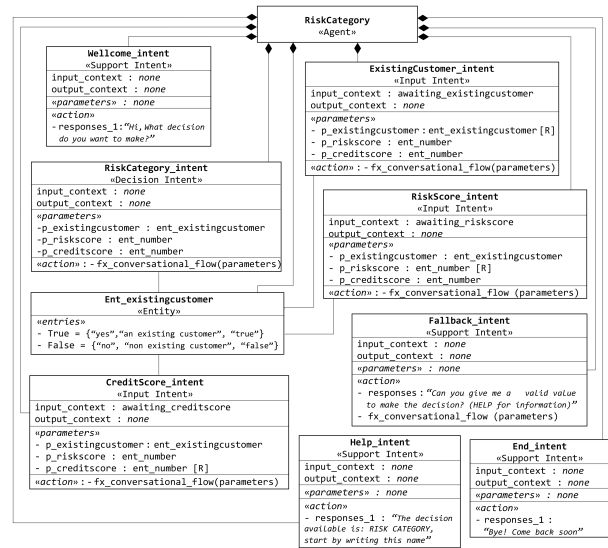 RiskCategory
«Agent»
Wellcome_intent
«Support Intent»
input_context : none
output_context : none
«parameters» : none
«action»
- responses_1:“Hi, What decision
do you want to make?”
ExistingCustomer_intent
«Input Intent»
input_context : awaiting_existingcustomer
output_context : none
«parameters»
- p_existingcustomer: ent_existingcustomer [R]
- p_riskscore : ent_number
- p_creditscore : ent_number
«action» : - fx_conversational_flow(parameters)
RiskCategory_intent
«Decision Intent»
input_context : none
output_context : none
«parameters»
-p_existingcustomer : ent_existingcustomer
-p_riskscore : ent_number
-p_creditscore : ent_number
«action» : - fx_conversational_flow(parameters)
RiskScore_intent
«Input Intent»
input_context : awaiting_riskscore
output_context : none
«parameters»
- p_existingcustomer : ent_existingcustomer
- p_riskscore : ent_number [R]
- p_creditscore : ent_number
«action» : - fx_conversational_flow (parameters)
Ent_existingcustomer
«Entity»
«entries»
- True = {“yes”,“an existing customer”, “true”}
- False = {“no”, “non existing customer”, “false”}
Fallback_intent
«Support Intent»
input_context : none
output_context : none
«parameters» : none
«action»
- responses : “Can you give me a valid value
to make the decision? (HELP for information)”
- fx_conversational_flow (parameters)
CreditScore_intent
«Input Intent»
input_context : awaiting_creditscore
output_context : none
«parameters»
- p_existingcustomer: ent_existingcustomer
- p_riskscore : ent_number
- p_creditscore : ent_number [R]
«action» : - fx_conversational_flow(parameters)
Help_intent
«Support Intent»
input_context : none
output_context : none
«parameters» : none
«action»
- responses_1 : “The decision
available is: RISK CATEGORY,
start by writing this name”
End_intent
«Support Intent»
input_context : none
output_context : none
«parameters» : none
«action»
- responses_1 :
“Bye! Come back soon”